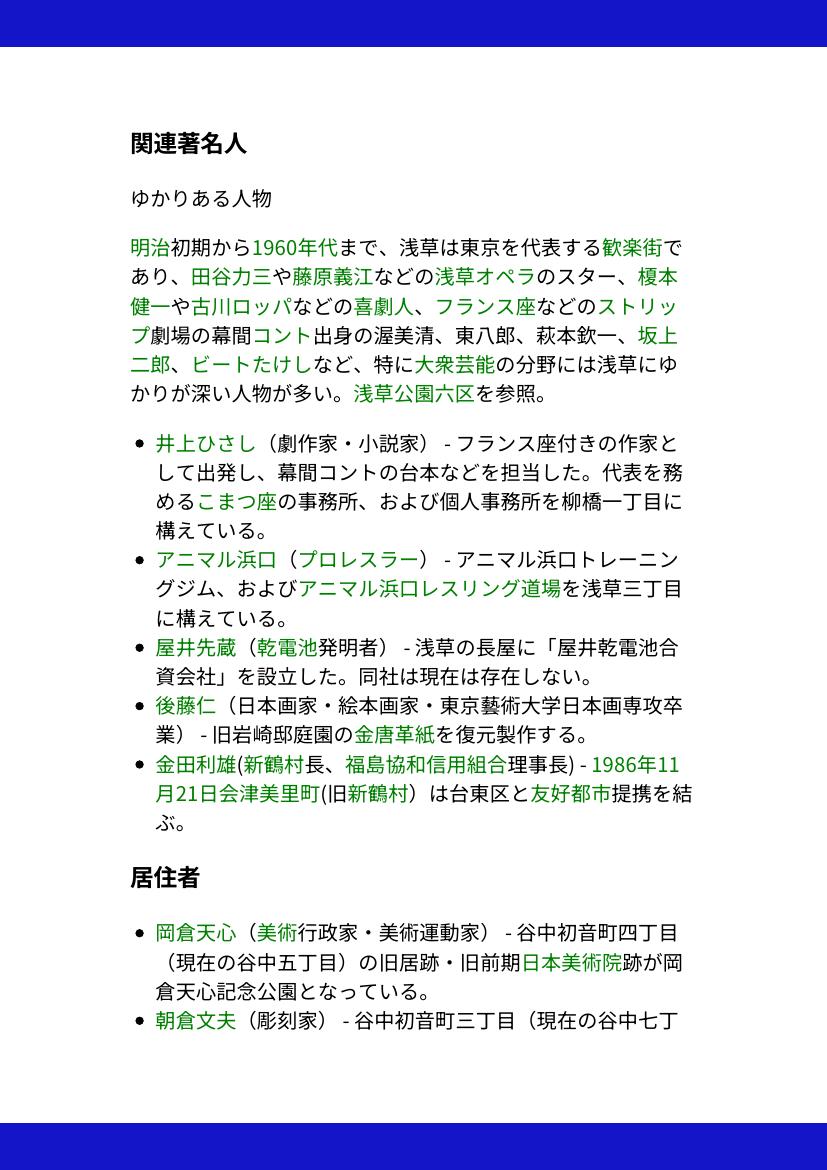 関連著名人
ゆかりある人物
明治初期から1960年代まで、浅草は東京を代表する歓楽街で
あり、田谷力三や藤原義江などの浅草オペラのスター、榎本
健一や古川ロッパなどの喜劇人、フランス座などのストリッ
プ劇場の幕間コント出身の渥美清、東八郎、萩本欽一、坂上
二郎、ビートたけしなど、特に大衆芸能の分野には浅草にゆ
かりが深い人物が多い。浅草公園六区を参照。
● 井上ひさし（劇作家・小説家） - フランス座付きの作家と
して出発し、幕間コントの台本などを担当した。代表を務
めるこまつ座の事務所、および個人事務所を柳橋一丁目に
構えている。
● アニマル浜口（プロレスラー） - アニマル浜口トレーニン
グジム、およびアニマル浜口レスリング道場を浅草三丁目
に構えている。
● 屋井先蔵（乾電池発明者） - 浅草の長屋に「屋井乾電池合
資会社」を設立した。同社は現在は存在しない。
● 後藤仁（日本画家・絵本画家・東京藝術大学日本画専攻卒
業） - 旧岩崎邸庭園の金唐革紙を復元製作する。
● 金田利雄(新鶴村長、福島協和信用組合理事長) - 1986年11
月21日会津美里町(旧新鶴村）は台東区と友好都市提携を結
ぶ。
居住者
● 岡倉天心（美術行政家・美術運動家） - 谷中初音町四丁目
（現在の谷中五丁目）の旧居跡・旧前期日本美術院跡が岡
倉天心記念公園となっている。
● 朝倉文夫（彫刻家） - 谷中初音町三丁目（現在の谷中七丁